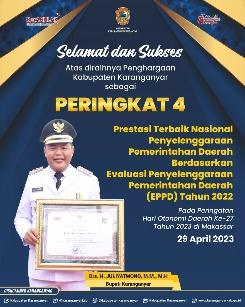 Selamat dan Sukses
Atas diraihnya Penghargaan
Kabupaten Karanganyar
sebagai
PERINGKAT 4
Prestasi Terbaik Nasional
Penyelenggaraan
Pemerintahan Daerah
Berdasarkan
Evaluasi Penyelenggaraan
Pemerintahan Daerah
(EPPD) Tahun 2022
Pada Peringatan
Hari Otonomi Daerah Ke-27
Tahun 2023 di Makassar
29 April 2023
Drs. H. JULIYATMONO, M.M., M.H
Bupati Karanganyar